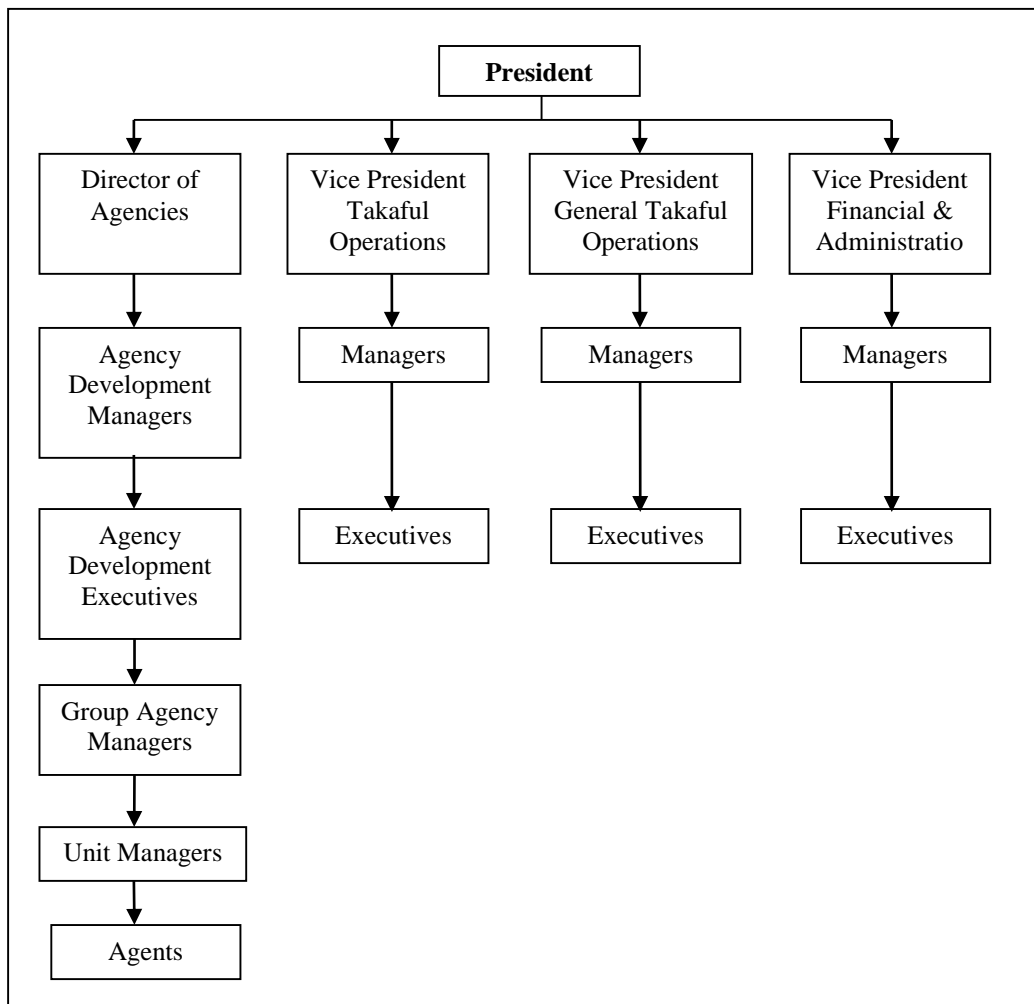 President
Director of
Agencies
Vice President
Takaful
Operations
Vice President
General Takaful
Operations
Vice President
Financial &
Administratio
Agency
Development
Managers
Managers
Managers
Managers
Agency
Development
Executives
Executives
Executives
Executives
Group Agency
Managers
Unit Managers
Agents